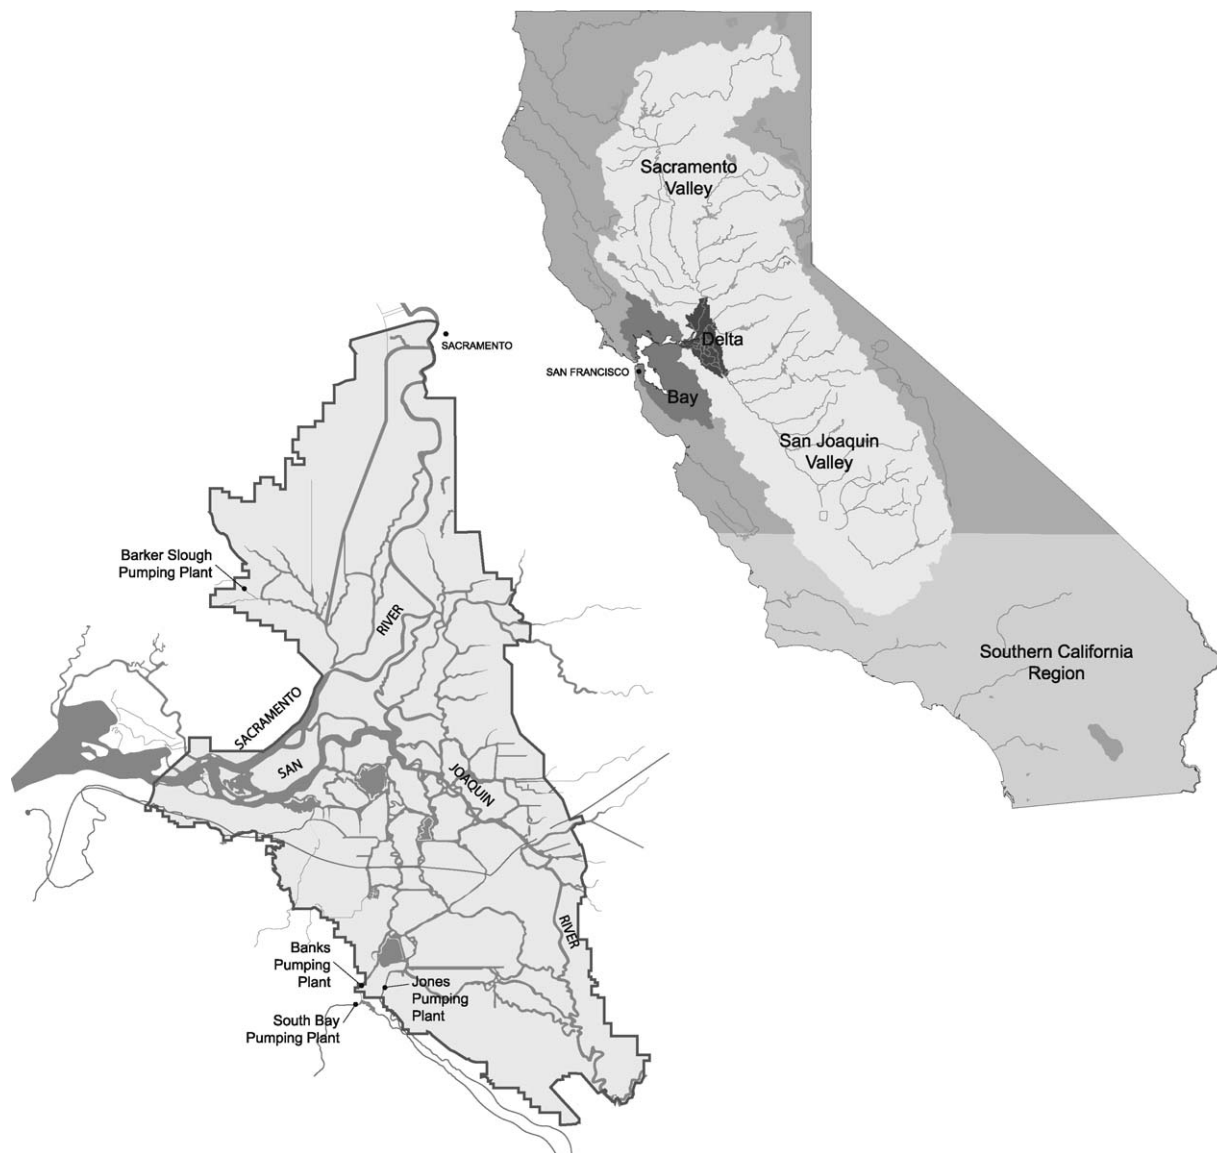 Sacramento
Valley
Delta
SAN FRANCISCO
Bay
San Joaquin
Valley
Southern California
Region
SACRAMENTO
Barker Slough
Pumping Plant
RIVER
SACRAMENTO
SAN
JOAQUIN
RIVER
Banks
Pumping
Plant
Jones
Pumping
Plant
South Bay
Pumping Plant